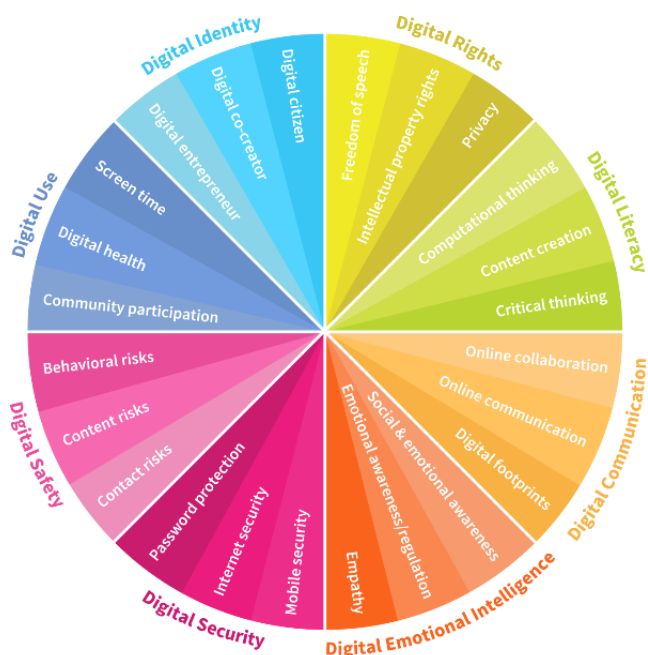 Digital Identity
Digital citizen
Digital co-creator
Digital entrepreneur
Digital Rights
Freedom of speech
Intellectual property rights
Privacy
Digital Literacy
Computational thinking
Content creation
Critical thinking
Digital Communication
Online collaboration
Online communication
Digital footprints
Digital Emotional Intelligence
Social & emotional awareness
Emotional awareness/regulation
Empathy
Digital Security
Mobile security
Internet security
Password protection
Digital Safety
Contact risks
Content risks
Behavioral risks
Digital Use
Community participation
Digital health
Screen time